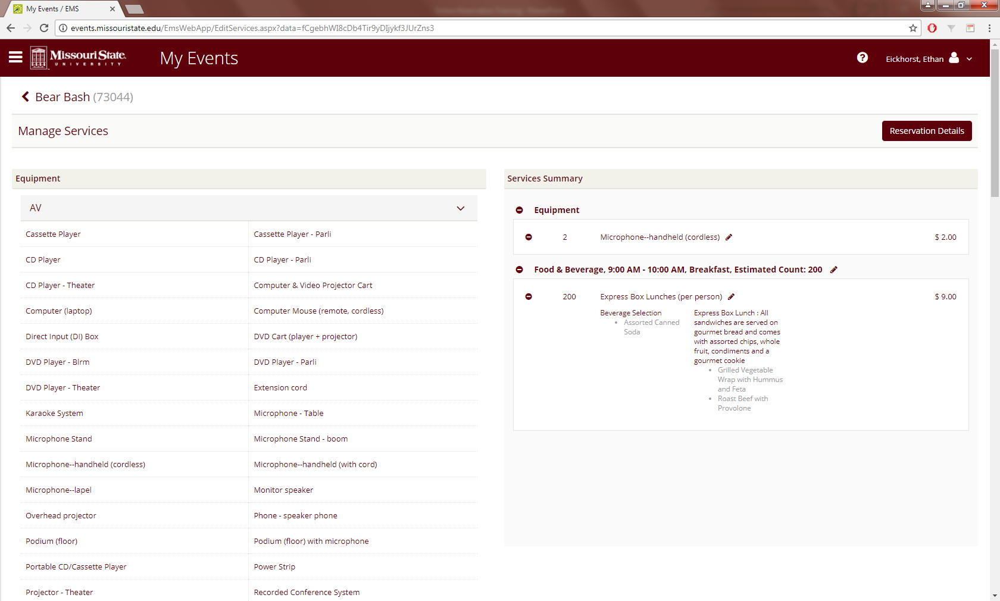 My Events / EMS
events.missouristate.edu/EmsWebApp/EditServices.aspx?data=fCgebhWI8cDb4Tir9yDIjykf3JUrZns3
Missouri State
UNIVERSITY
My Events
Eickhorst, Ethan
Bear Bash (73044)
Manage Services
Reservation Details
Equipment
AV
Cassette Player
Cassette Player - Parli
CD Player
CD Player - Parli
CD Player - Theater
Computer & Video Projector Cart
Computer (laptop)
Computer Mouse (remote, cordless)
Direct Input (DI) Box
DVD Cart (player + projector)
DVD Player - Blrm
DVD Player - Parli
DVD Player - Theater
Extension cord
Karaoke System
Microphone - Table
Microphone Stand
Microphone Stand - boom
Microphone--handheld (cordless)
Microphone--handheld (with cord)
Microphone--lapel
Monitor speaker
Overhead projector
Phone - speaker phone
Podium (floor)
Podium (floor) with microphone
Portable CD/Cassette Player
Power Strip
Projector - Theater
Recorded Conference System
Services Summary
Equipment
2 Microphone--handheld (cordless) $ 2.00
Food & Beverage, 9:00 AM - 10:00 AM, Breakfast, Estimated Count: 200
200 Express Box Lunches (per person) $ 9.00
Beverage Selection
• Assorted Canned
Soda
Express Box Lunch : All
sandwiches are served on
gourmet bread and comes
with assorted chips, whole
fruit, condiments and a
gourmet cookie
• Grilled Vegetable
Wrap with Hummus
and Feta
• Roast Beef with
Provolone